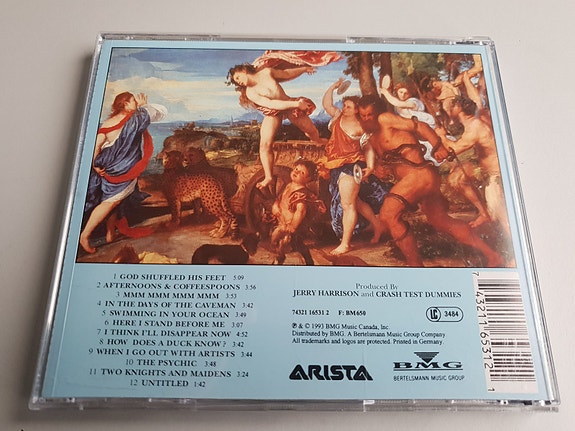 1 GOD SHUFFLED HIS FEET 5:09
2 AFTERNOONS & COFFEESPOONS 3:56
3 MMM MMM MMM MMM 3:53
4 IN THE DAYS OF THE CAVEMAN 3:42
5 SWIMMING IN YOUR OCEAN 3:49
6 HERE I STAND BEFORE ME 3:07
7 I THINK I'LL DISAPPEAR NOW 4:52
8 HOW DOES A DUCK KNOW? 3:42
9 WHEN I GO OUT WITH ARTISTS 3:44
10 THE PSYCHIC 3:48
11 TWO KNIGHTS AND MAIDENS 3:24
12 UNTITLED 1:42
Produced By
JERRY HARRISON and CRASH TEST DUMMIES
74321 16531 2 F: BM650
LC 3484
℗ & © 1993 BMG Music Canada, Inc.
Distributed by BMG. A Bertelsmann Music Group Company
All trademarks and logos are protected. Printed in Germany.
ARISTA
BMG
BERTELSMANN MUSIC GROUP
7 43211 65312 1